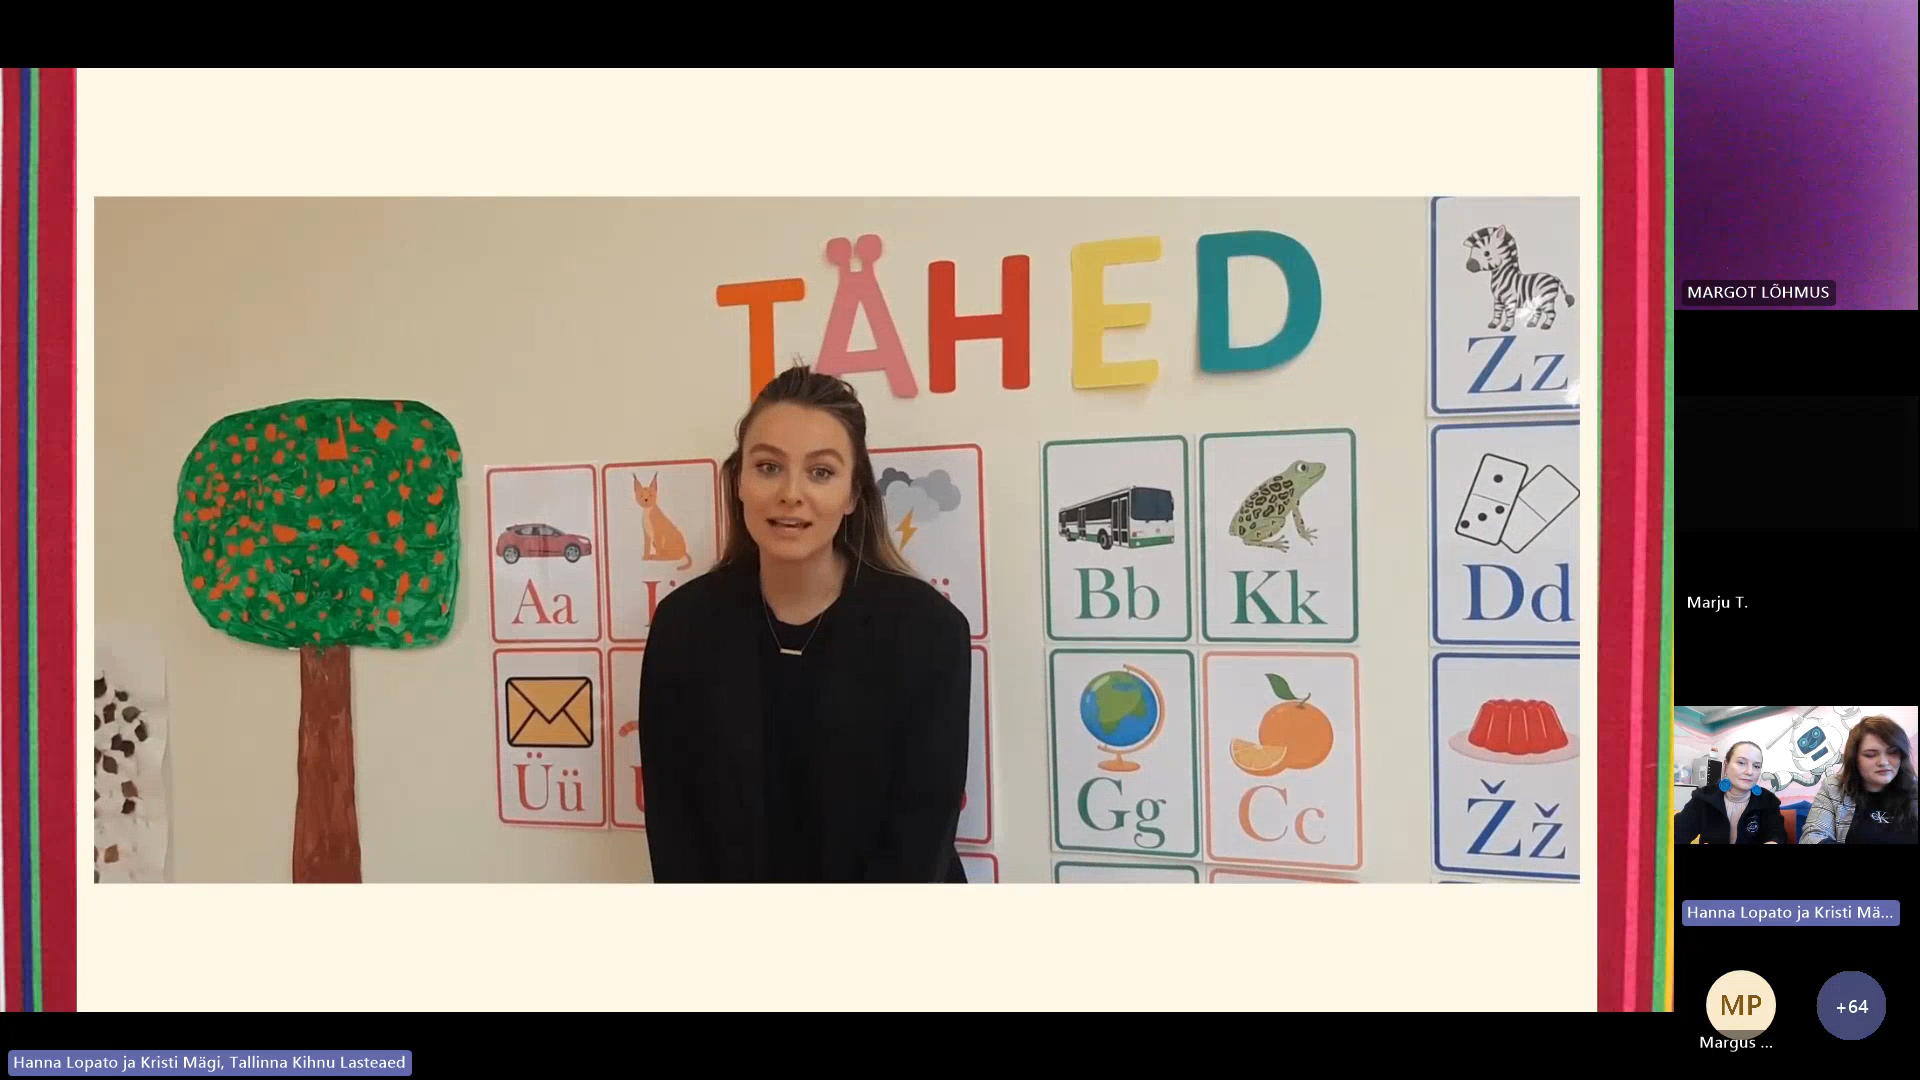 TÄHED
Zz
Aa
Bb
Kk
Dd
Üü
Gg
Cc
Žž
MARGOT LÕHMUS
Marju T.
Hanna Lopato ja Kristi Mä...
MP
+64
Margus ...
Hanna Lopato ja Kristi Mägi, Tallinna Kihnu Lasteaed